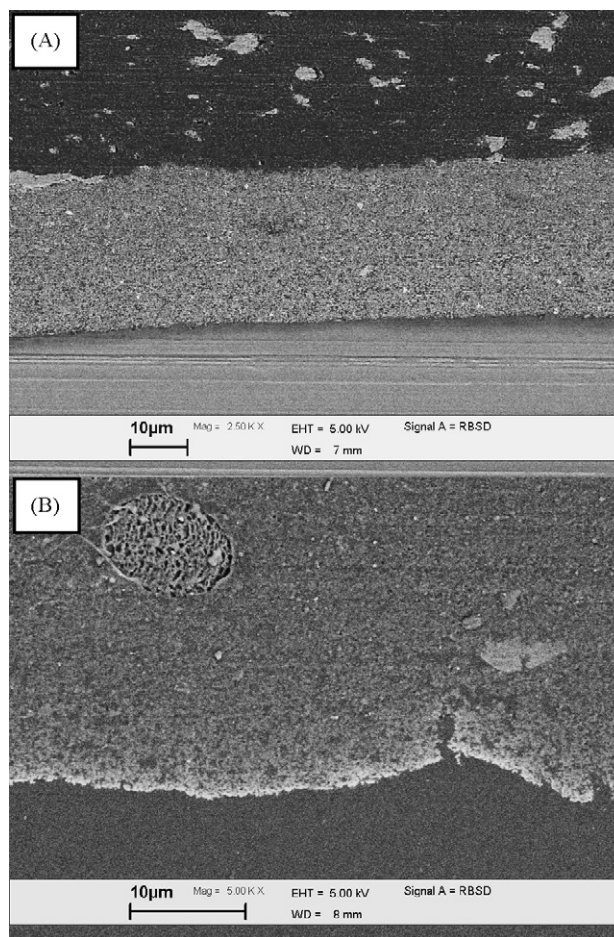 (A)
10µm Mag = 2.50 K X EHT = 5.00 kV Signal A = RBSD
WD = 7 mm
(B)
10µm Mag = 5.00 K X EHT = 5.00 kV Signal A = RBSD
WD = 8 mm